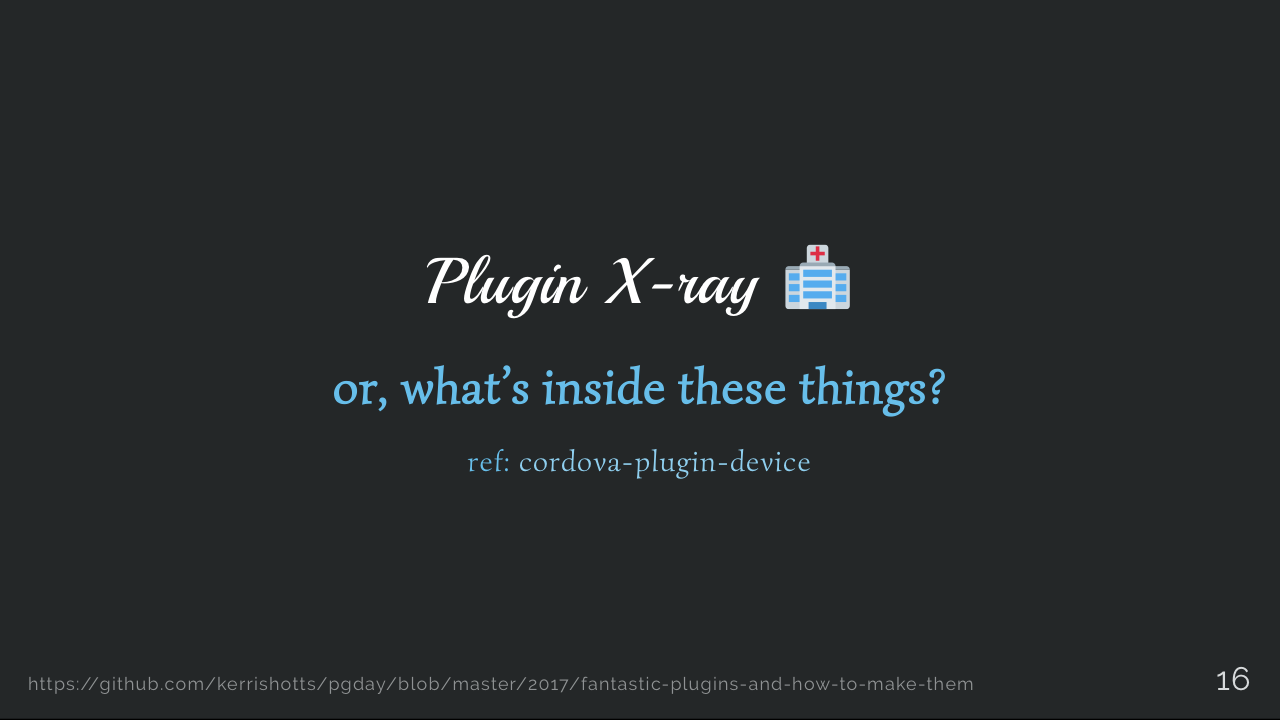 Plugin X-ray 🏥
or, what’s inside these things?
ref: cordova-plugin-device
https://github.com/kerrishotts/pgday/blob/master/2017/fantastic-plugins-and-how-to-make-them
16